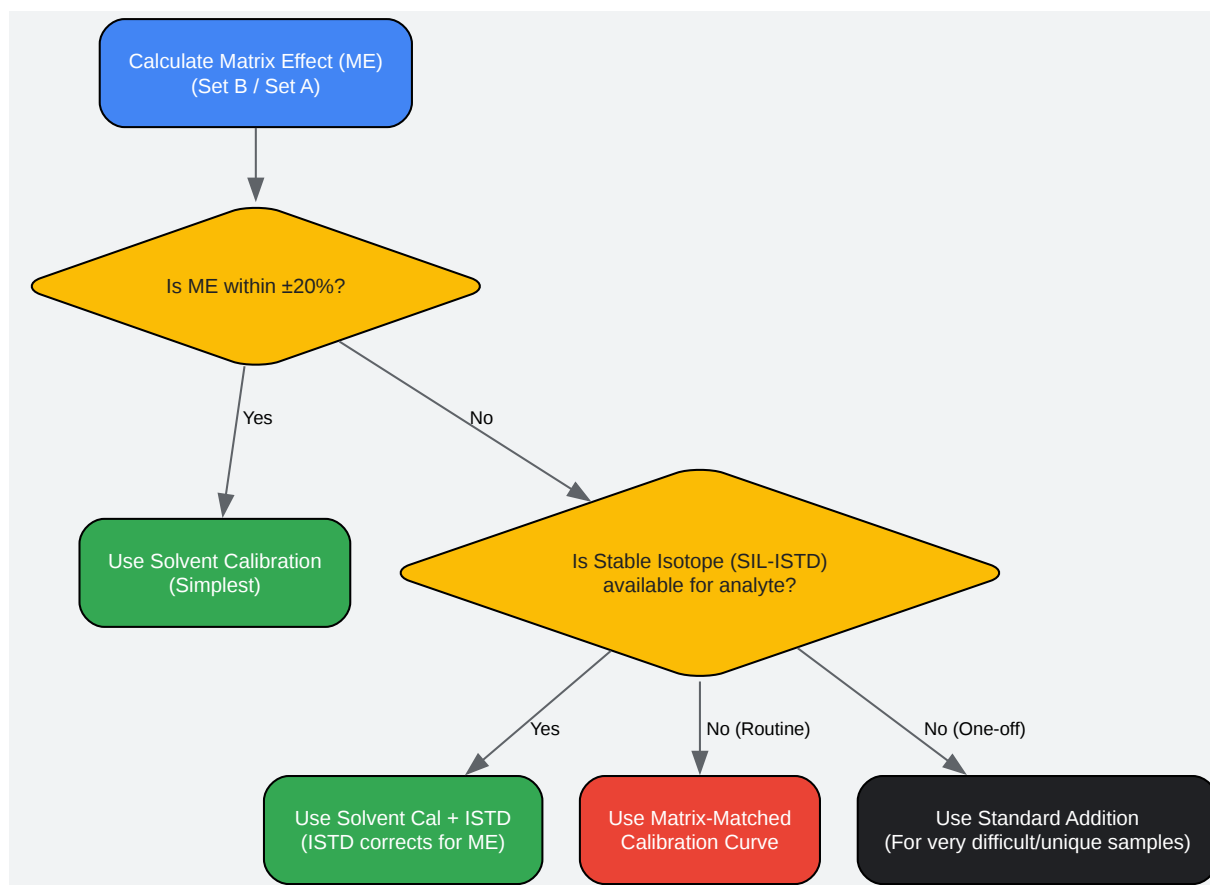 Calculate Matrix Effect (ME)
(Set B / Set A)
Is ME within ±20%?
Yes
No
Use Solvent Calibration
(Simplest)
Is Stable Isotope (SIL-ISTD)
available for analyte?
Yes
No (Routine)
No (One-off)
Use Solvent Cal + ISTD
(ISTD corrects for ME)
Use Matrix-Matched
Calibration Curve
Use Standard Addition
(For very difficult/unique samples)